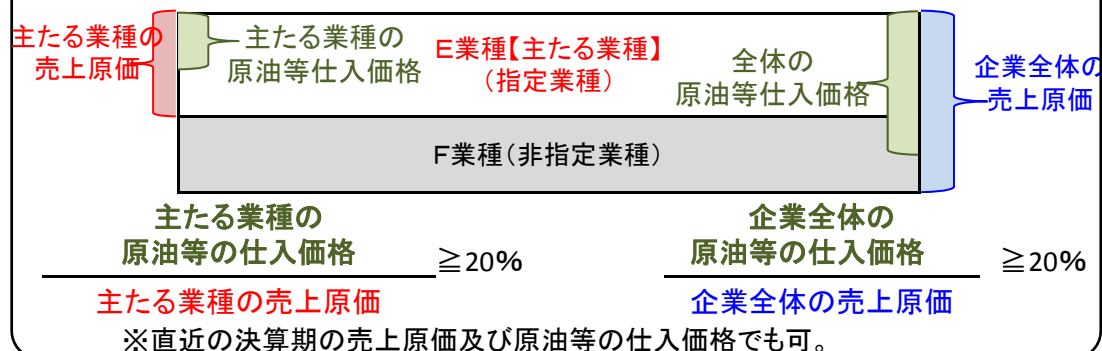 主たる業種の
売上原価
主たる業種の
原油等仕入価格
E業種【主たる業種】
(指定業種)
全体の
原油等仕入価格
企業全体の
売上原価
F業種(非指定業種)
主たる業種の
原油等の仕入価格
主たる業種の売上原価
≧20%
企業全体の
原油等の仕入価格
企業全体の売上原価
≧20%
※直近の決算期の売上原価及び原油等の仕入価格でも可。